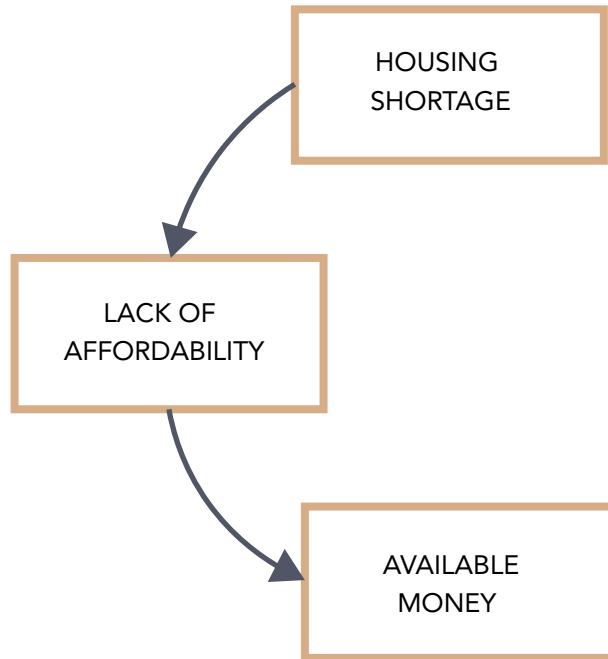 HOUSING
SHORTAGE
LACK OF
AFFORDABILITY
AVAILABLE
MONEY